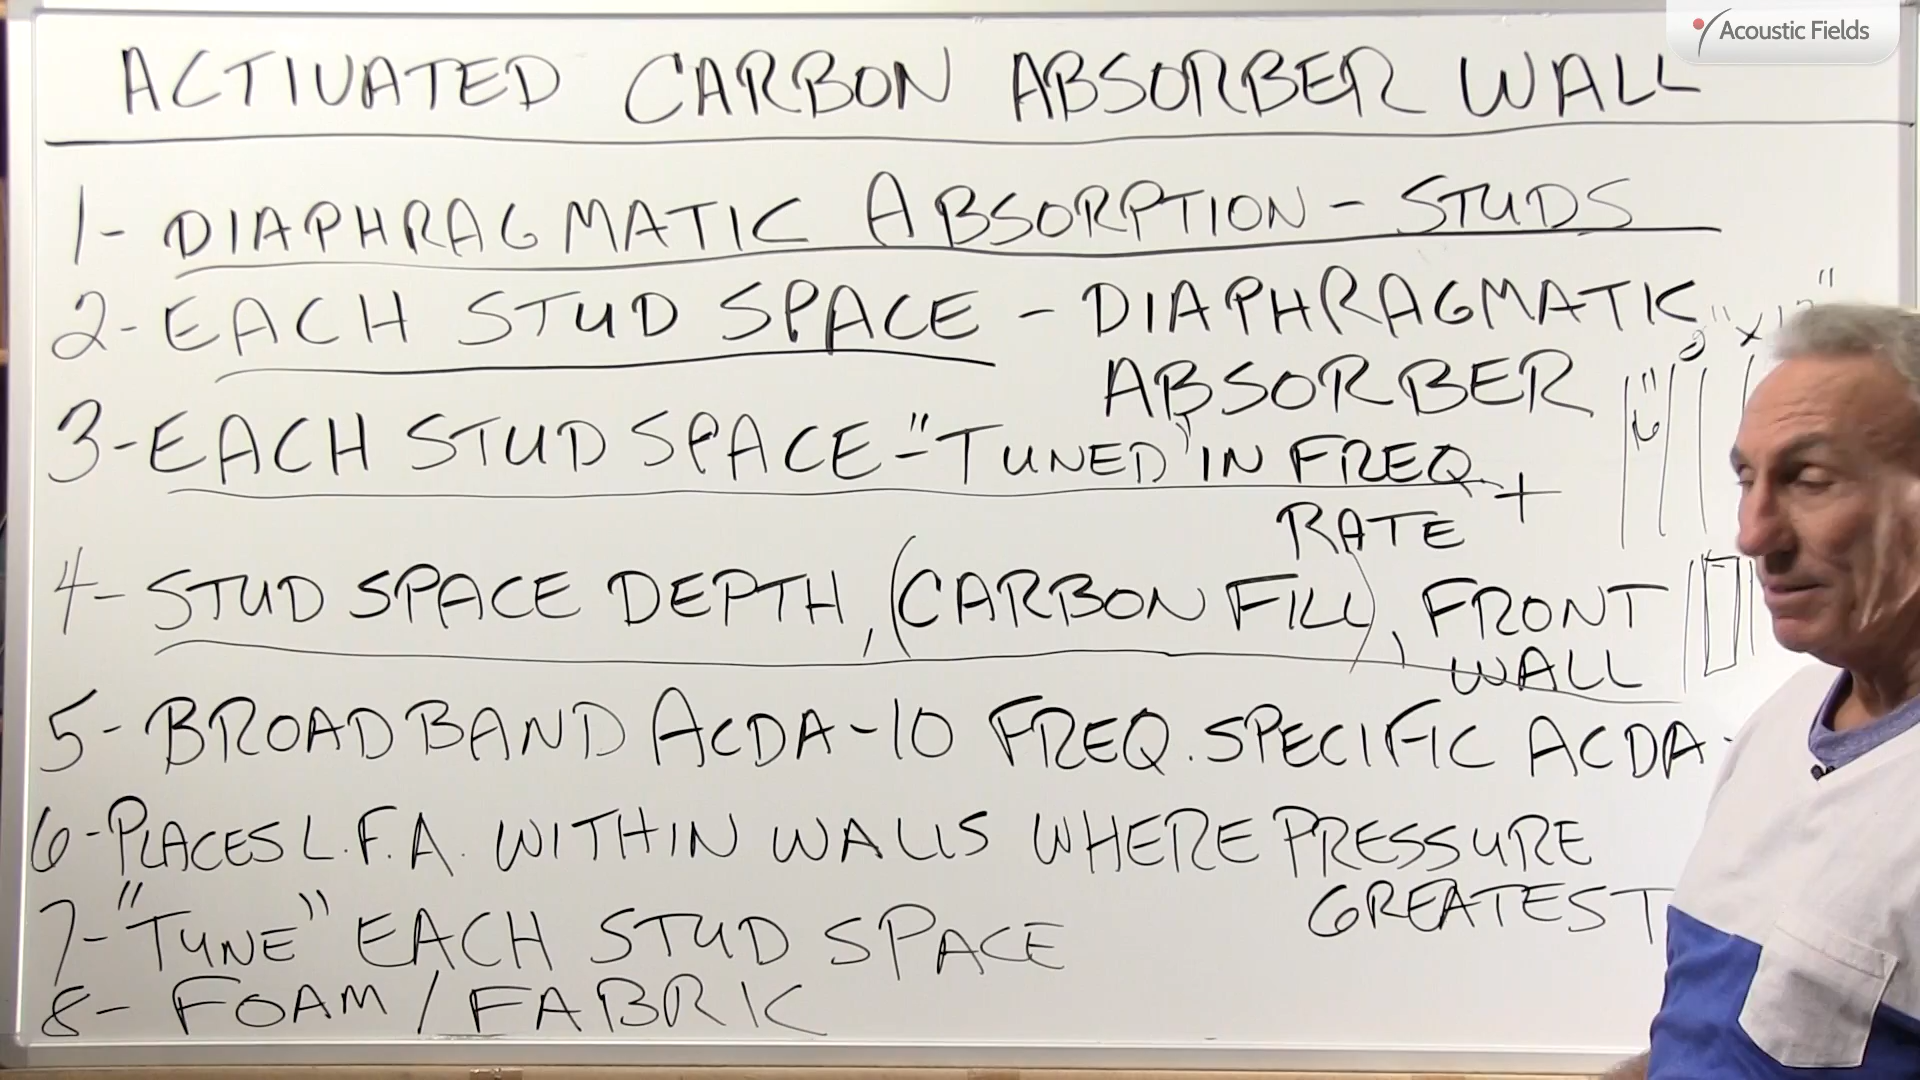 Acoustic Fields
ACTIVATED CARBON ABSORBER WALL
1- DIAPHRAGMATIC ABSORPTION - STUDS
2- EACH STUD SPACE - DIAPHRAGMATIC
ABSORBER
3- EACH STUD SPACE - "TUNED" IN FREQ. +
RATE
4- STUD SPACE DEPTH, (CARBON FILL), FRONT
WALL
5- BROADBAND ACDA-10 FREQ. SPECIFIC ACDA-
6- PLACES L.F.A. WITHIN WALLS WHERE PRESSURE
GREATEST
7- "TUNE" EACH STUD SPACE
8- FOAM / FABRIC